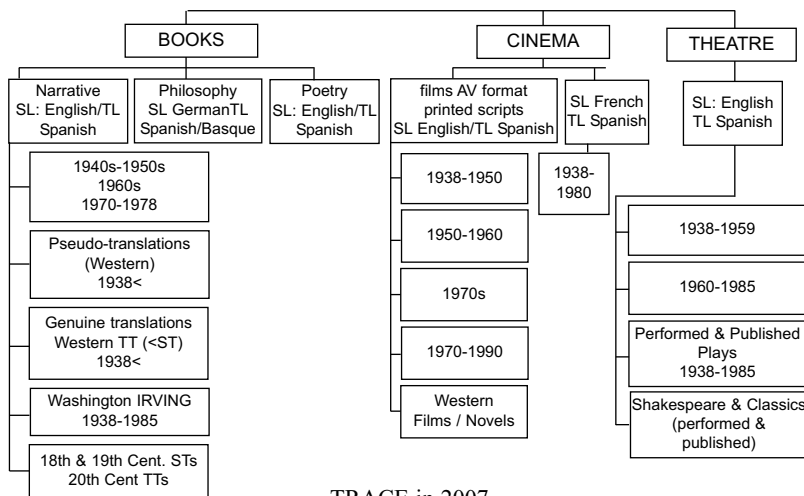 BOOKS
CINEMA
THEATRE
Narrative
SL: English/TL
Spanish
Philosophy
SL GermanTL
Spanish/Basque
Poetry
SL: English/TL
Spanish
films AV format
printed scripts
SL English/TL Spanish
SL French
TL Spanish
SL: English
TL Spanish
1940s-1950s
1960s
1970-1978
Pseudo-translations
(Western)
1938<
Genuine translations
Western TT (<ST)
1938<
Washington IRVING
1938-1985
18th & 19th Cent. STs
20th Cent TTs
1938-1950
1950-1960
1970s
1970-1990
Western
Films / Novels
1938-
1980
1938-1959
1960-1985
Performed & Published
Plays
1938-1985
Shakespeare & Classics
(performed &
published)
TRACE in 2007